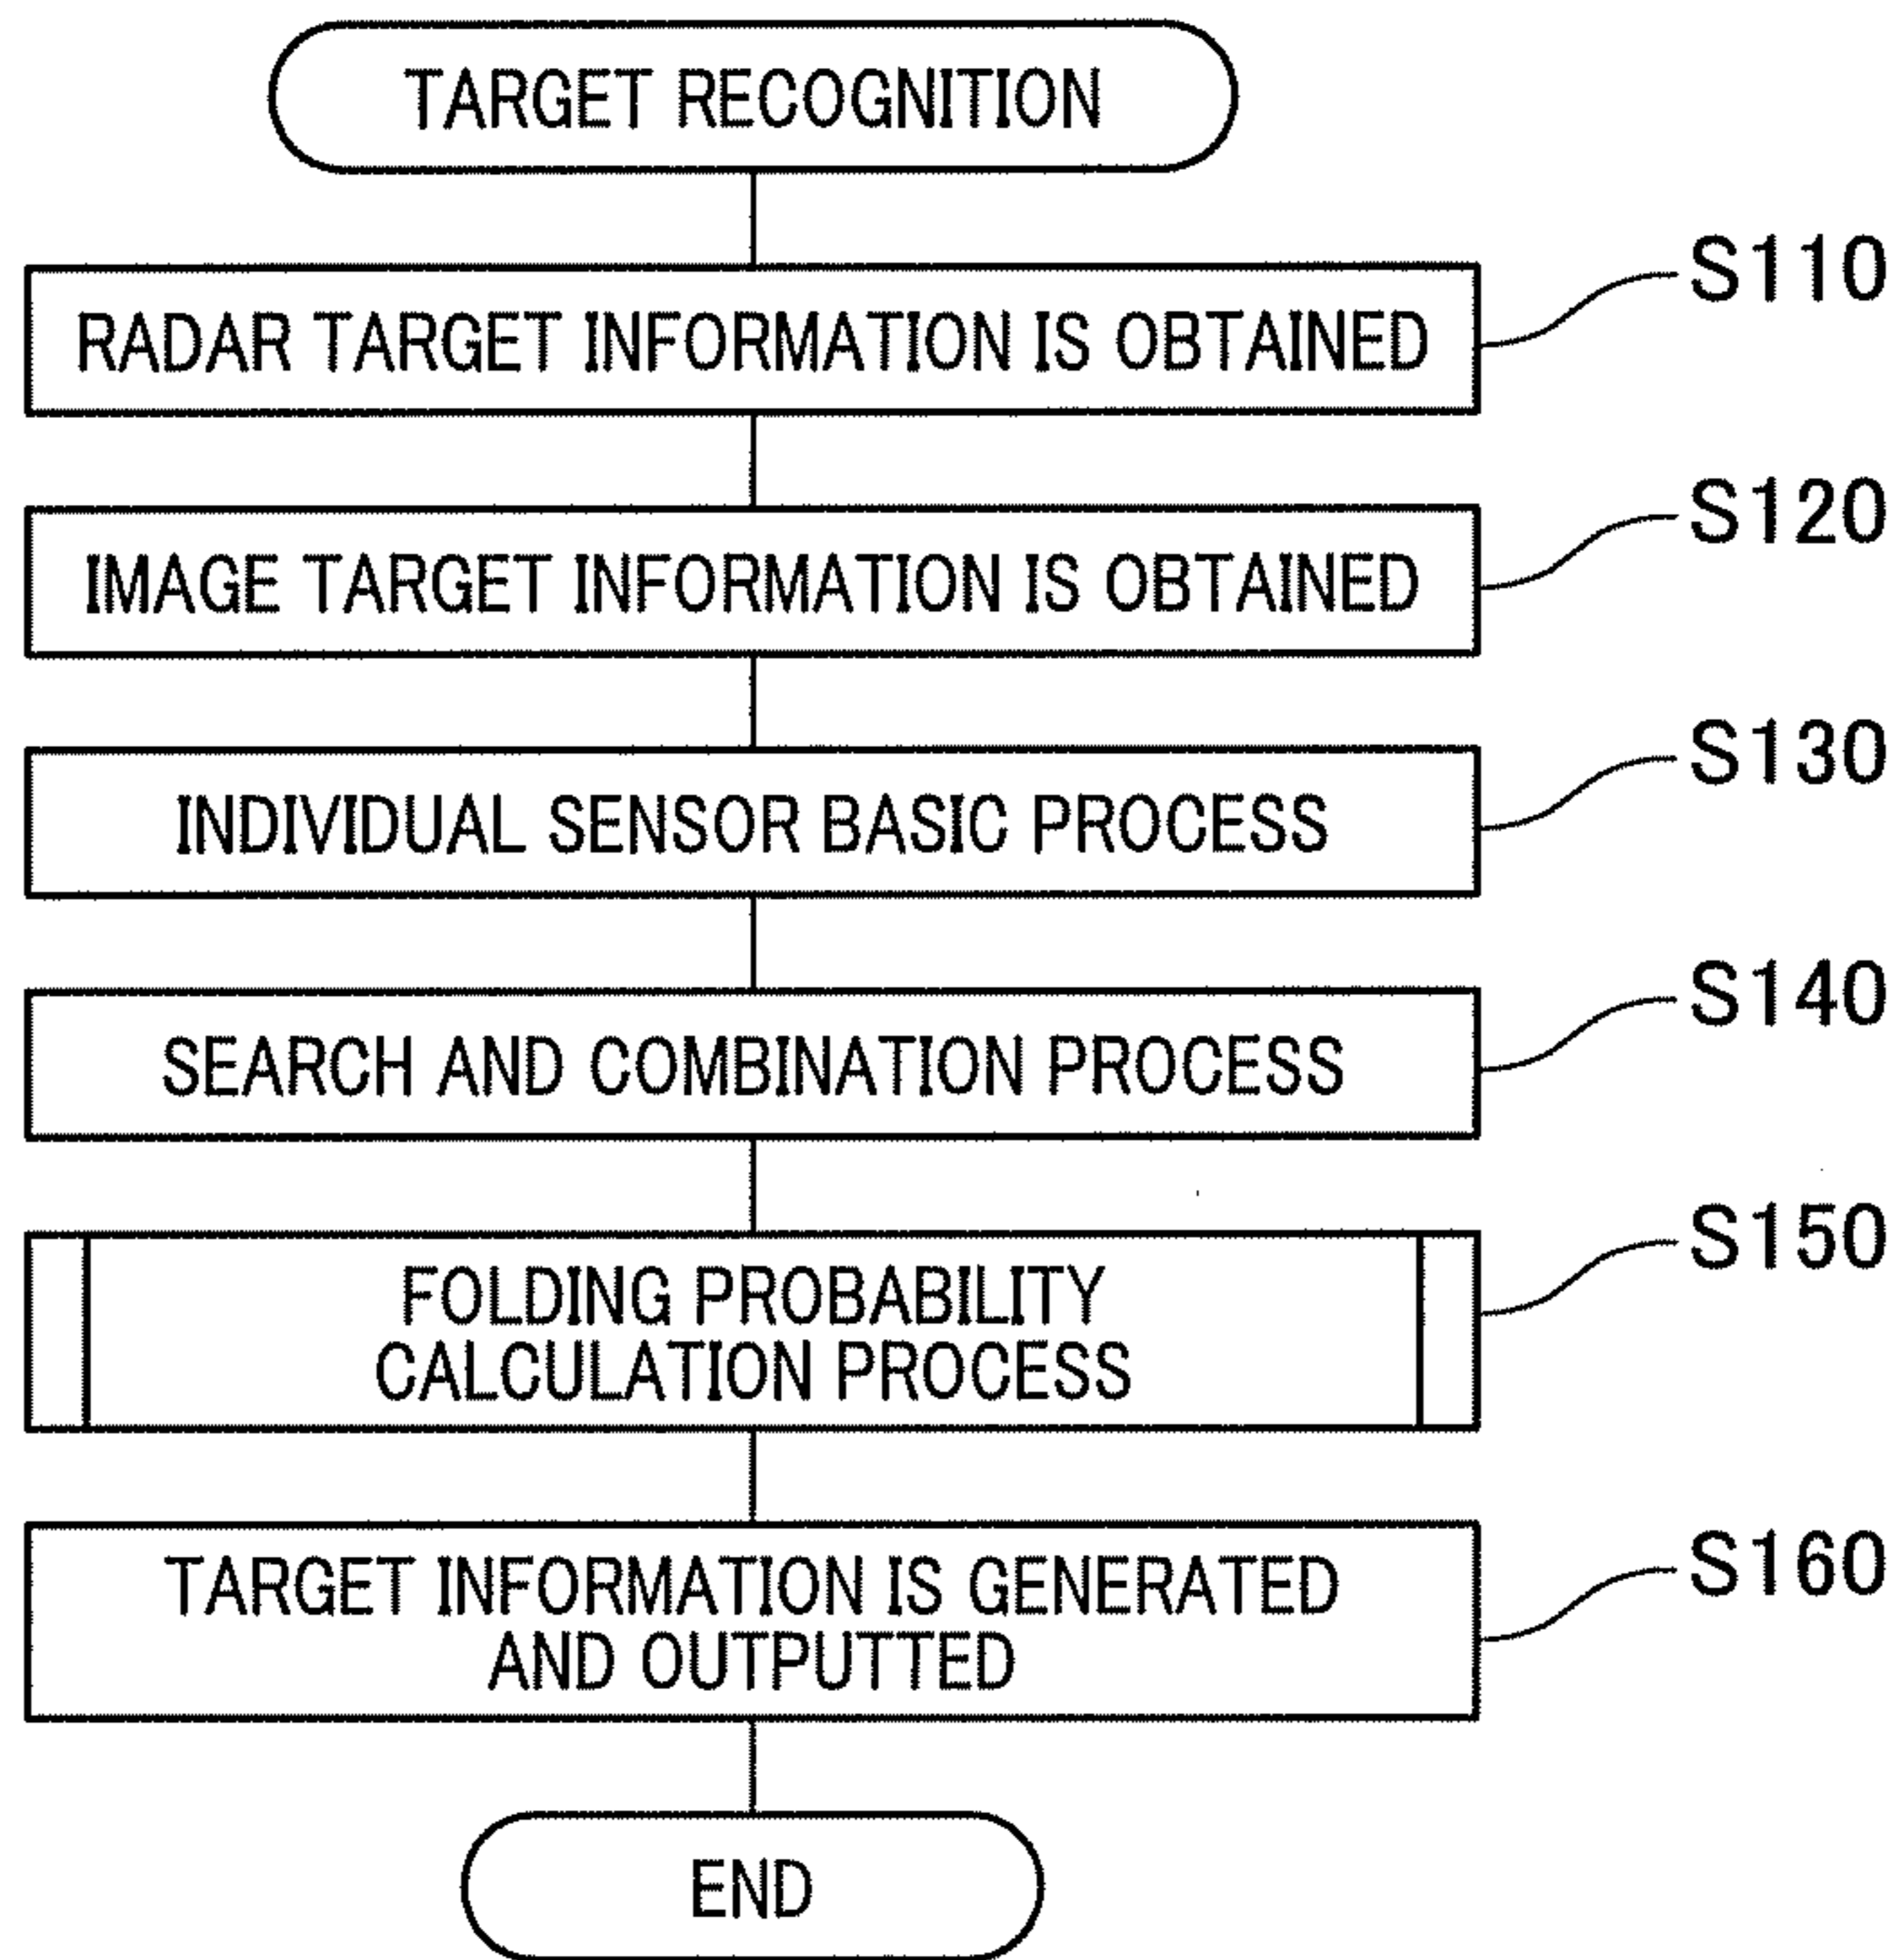 TARGET RECOGNITION
RADAR TARGET INFORMATION IS OBTAINED
S110
IMAGE TARGET INFORMATION IS OBTAINED
S120
INDIVIDUAL SENSOR BASIC PROCESS
S130
SEARCH AND COMBINATION PROCESS
S140
FOLDING PROBABILITY
CALCULATION PROCESS
S150
TARGET INFORMATION IS GENERATED
AND OUTPUTTED
S160
END